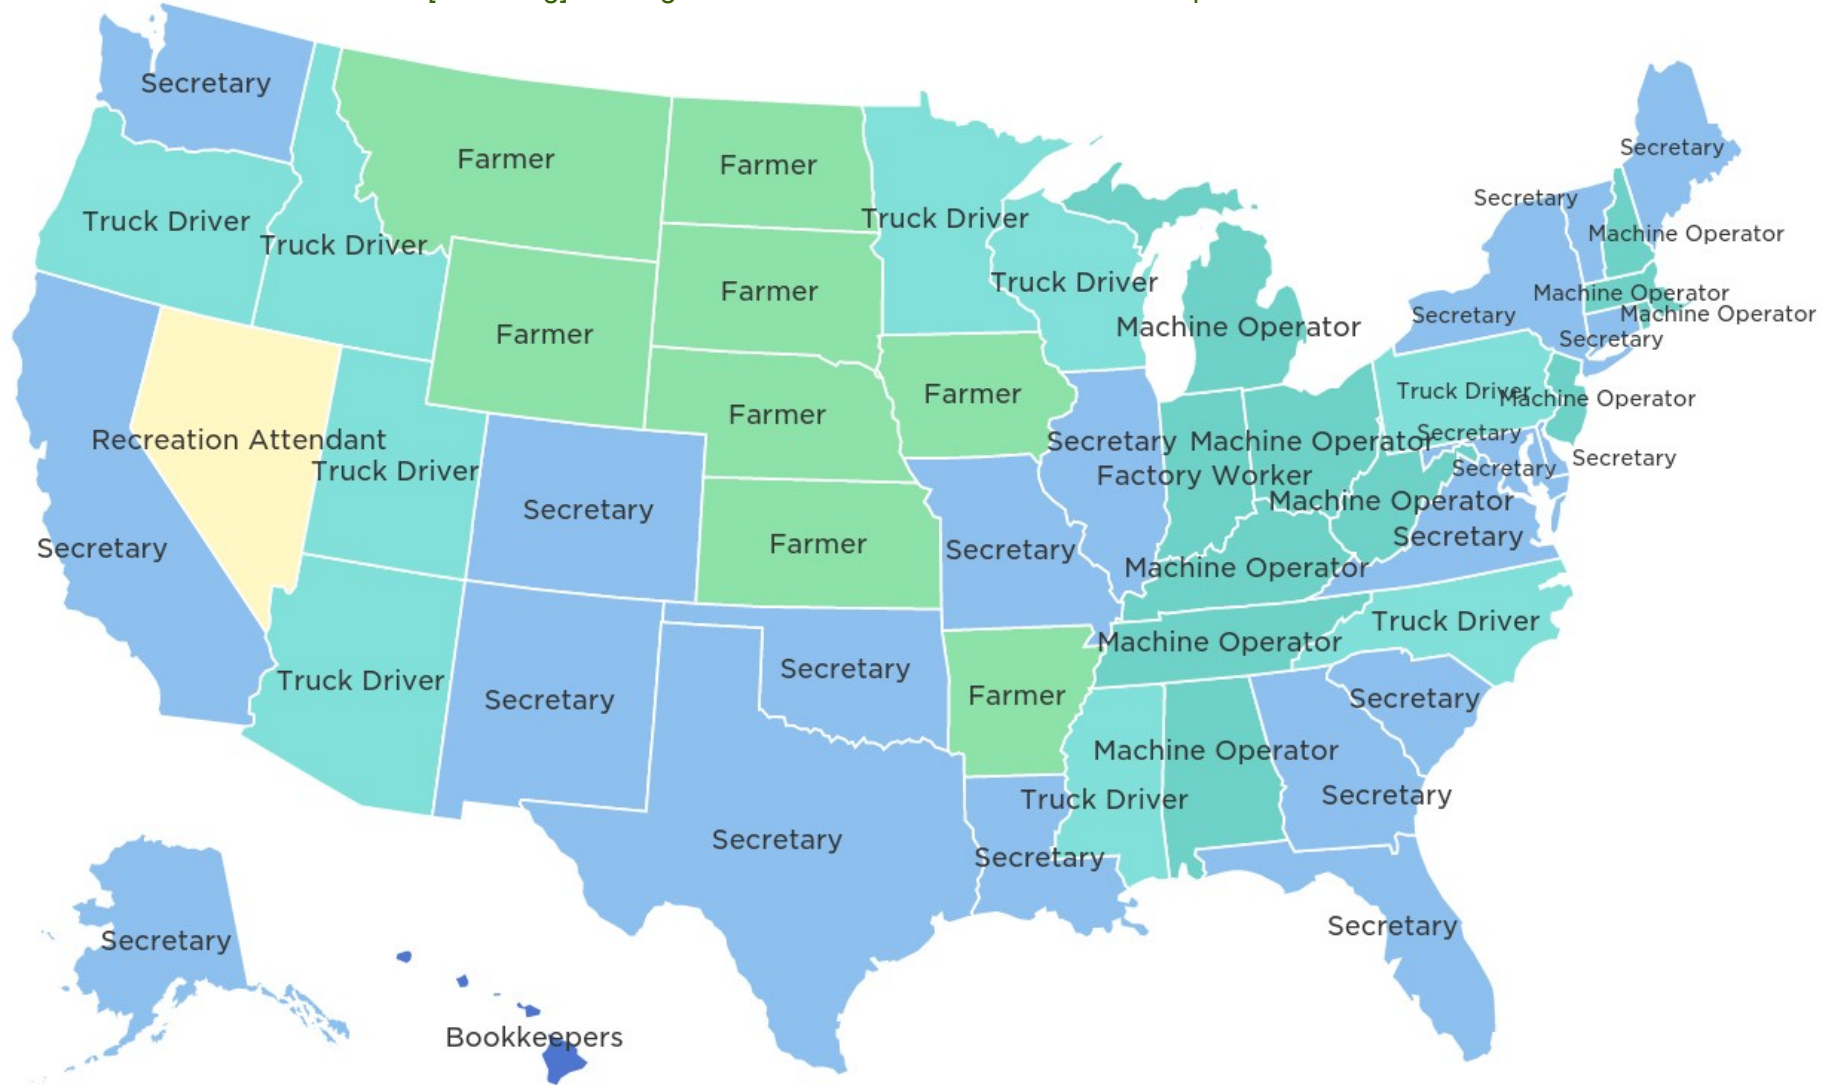 Secretary
Farmer
Secretary
Farmer
Secretary
Truck Driver
Truck Driver
Machine Operator
Truck Driver
Truck Driver
Farmer
Machine Operator
Machine Operator
Secretary
Machine Operator
Farmer
Secretary
Truck Driver
Farmer
Machine Operator
Farmer
Secretary
Recreation Attendant
Secretary
Machine Operator
Secretary
Truck Driver
Secretary
Factory Worker
Machine Operator
Secretary
Secretary
Secretary
Farmer
Secretary
Secretary
Machine Operator
Truck Driver
Machine Operator
Secretary
Truck Driver
Farmer
Secretary
Secretary
Machine Operator
Secretary
Truck Driver
Secretary
Secretary
Secretary
Secretary
Bookkeepers